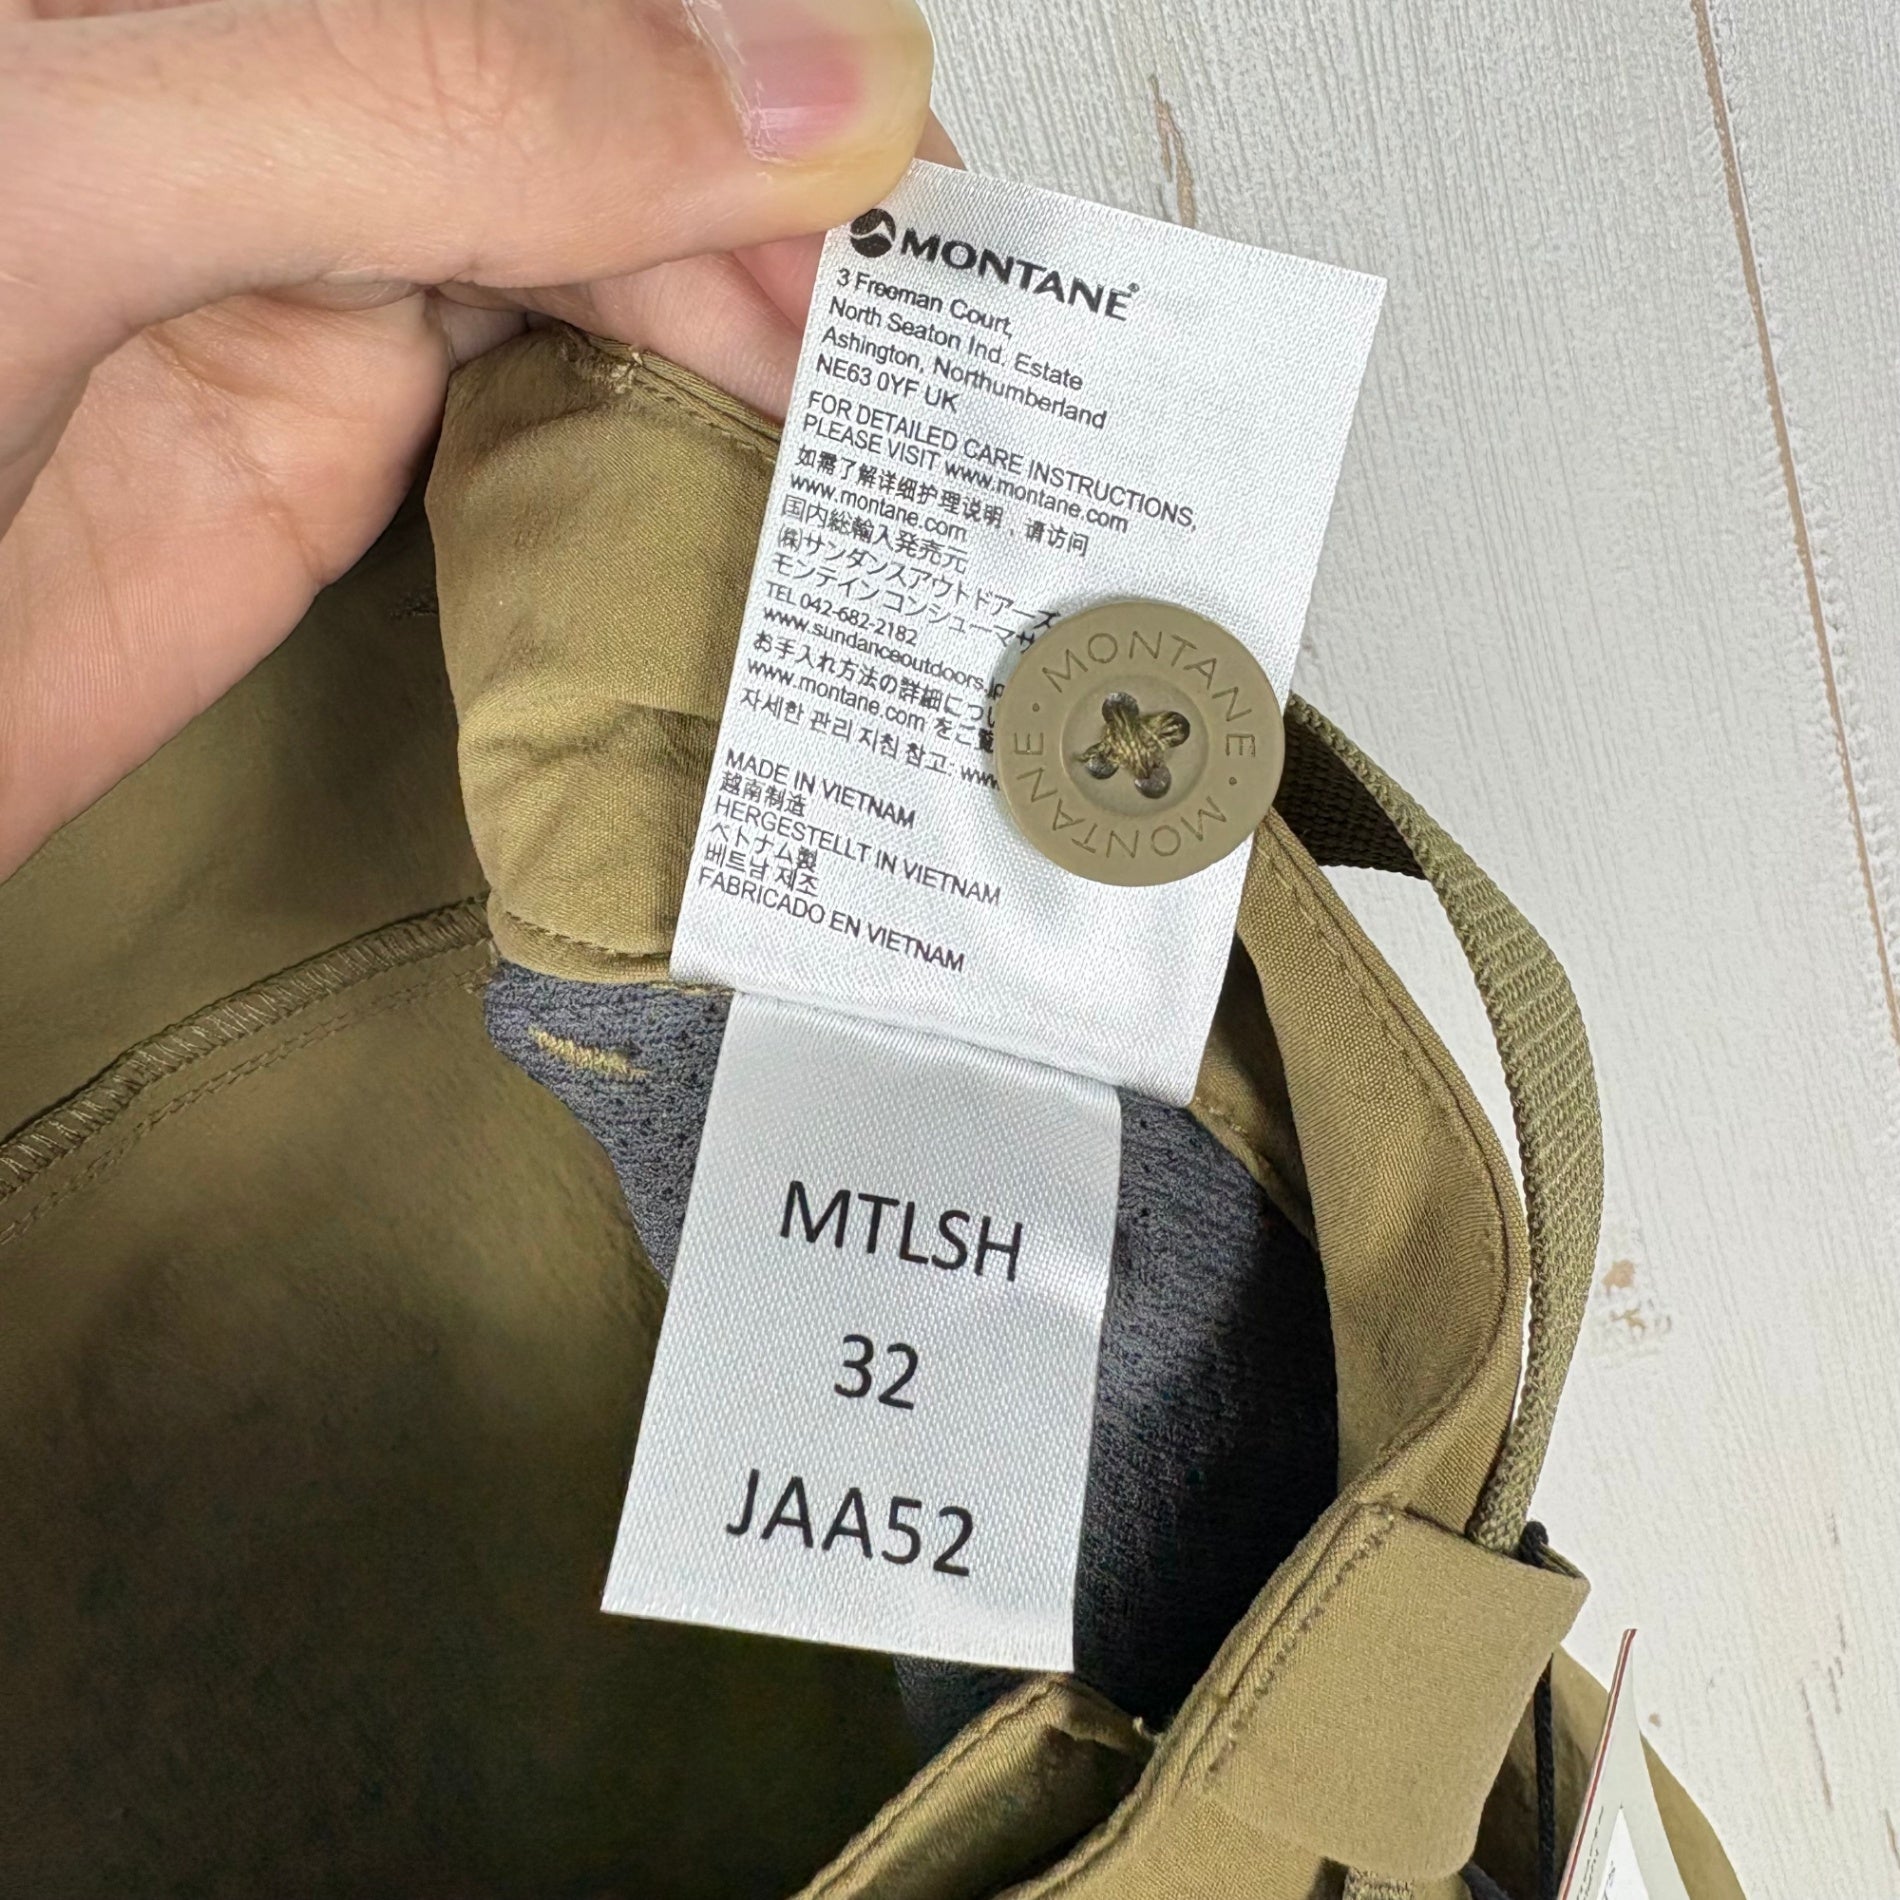 MONTANE®
3 Freeman Court,
North Seaton Ind. Estate
Ashington, Northumberland
NE63 0YF UK
FOR DETAILED CARE INSTRUCTIONS,
PLEASE VISIT www.montane.com
如需了解详细护理说明，请访问
www.montane.com
国内総輸入発売元
(株)サンダンスアウトドアーズ
モンテインコンシューマサ
TEL 042-682-2182
www.sundanceoutdoors.jp
お手入れ方法の詳細につい
www.montane.com をご覧
자세한 관리 지침 참고: www
MADE IN VIETNAM
越南制造
HERGESTELLT IN VIETNAM
ベトナム製
베트남 제조
FABRICADO EN VIETNAM
MONTANE · MONTANE ·
MTLSH
32
JAA52